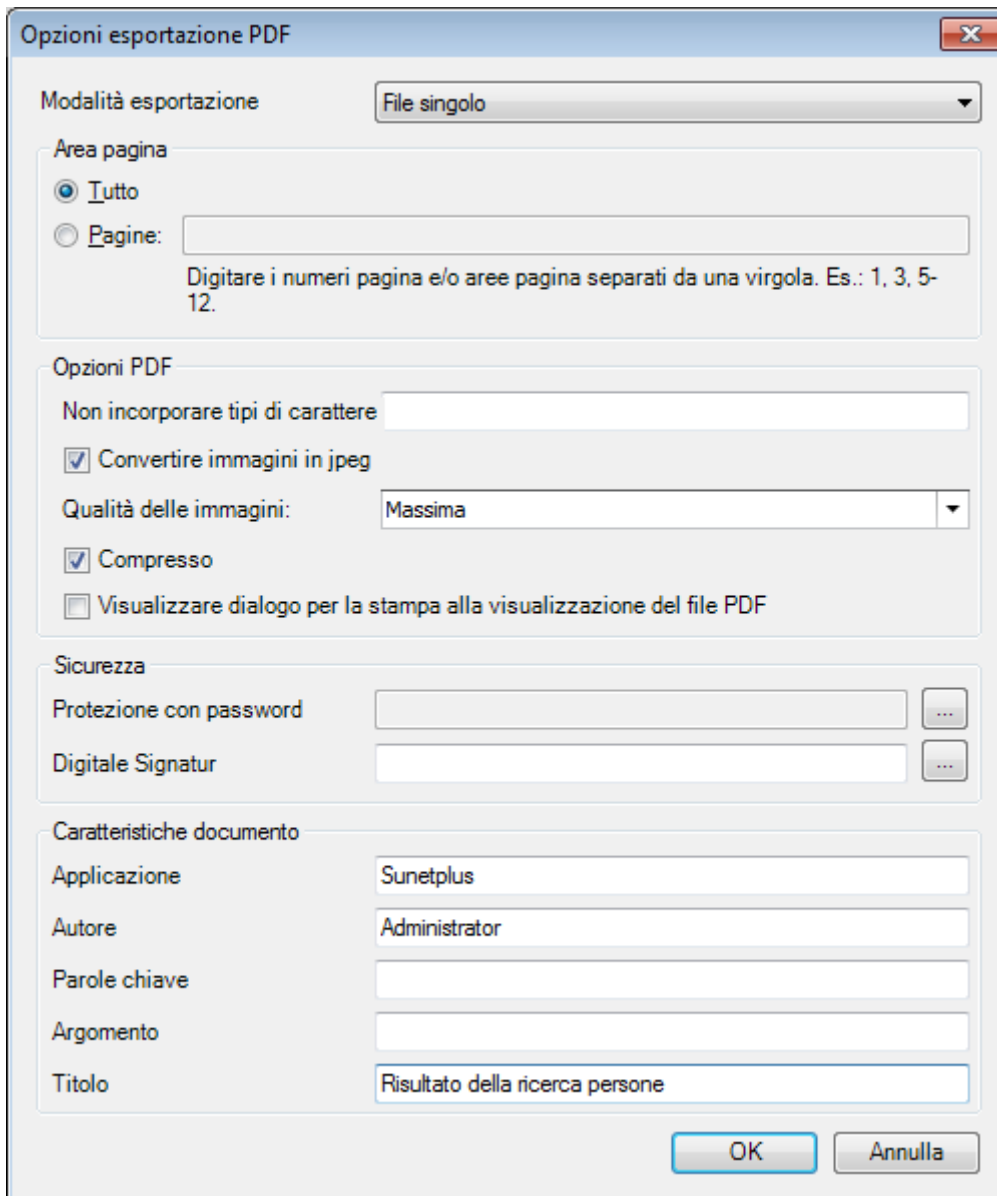 Opzioni esportazione PDF
Modalità esportazione File singolo
Area pagina
Tutto
Pagine:
Digitare i numeri pagina e/o aree pagina separati da una virgola. Es.: 1, 3, 5-
12.
Opzioni PDF
Non incorporare tipi di carattere
Convertire immagini in jpeg
Qualità delle immagini: Massima
Compresso
Visualizzare dialogo per la stampa alla visualizzazione del file PDF
Sicurezza
Protezione con password ...
Digitale Signatur ...
Caratteristiche documento
Applicazione Sunetplus
Autore Administrator
Parole chiave
Argomento
Titolo Risultato della ricerca persone
OK Annulla